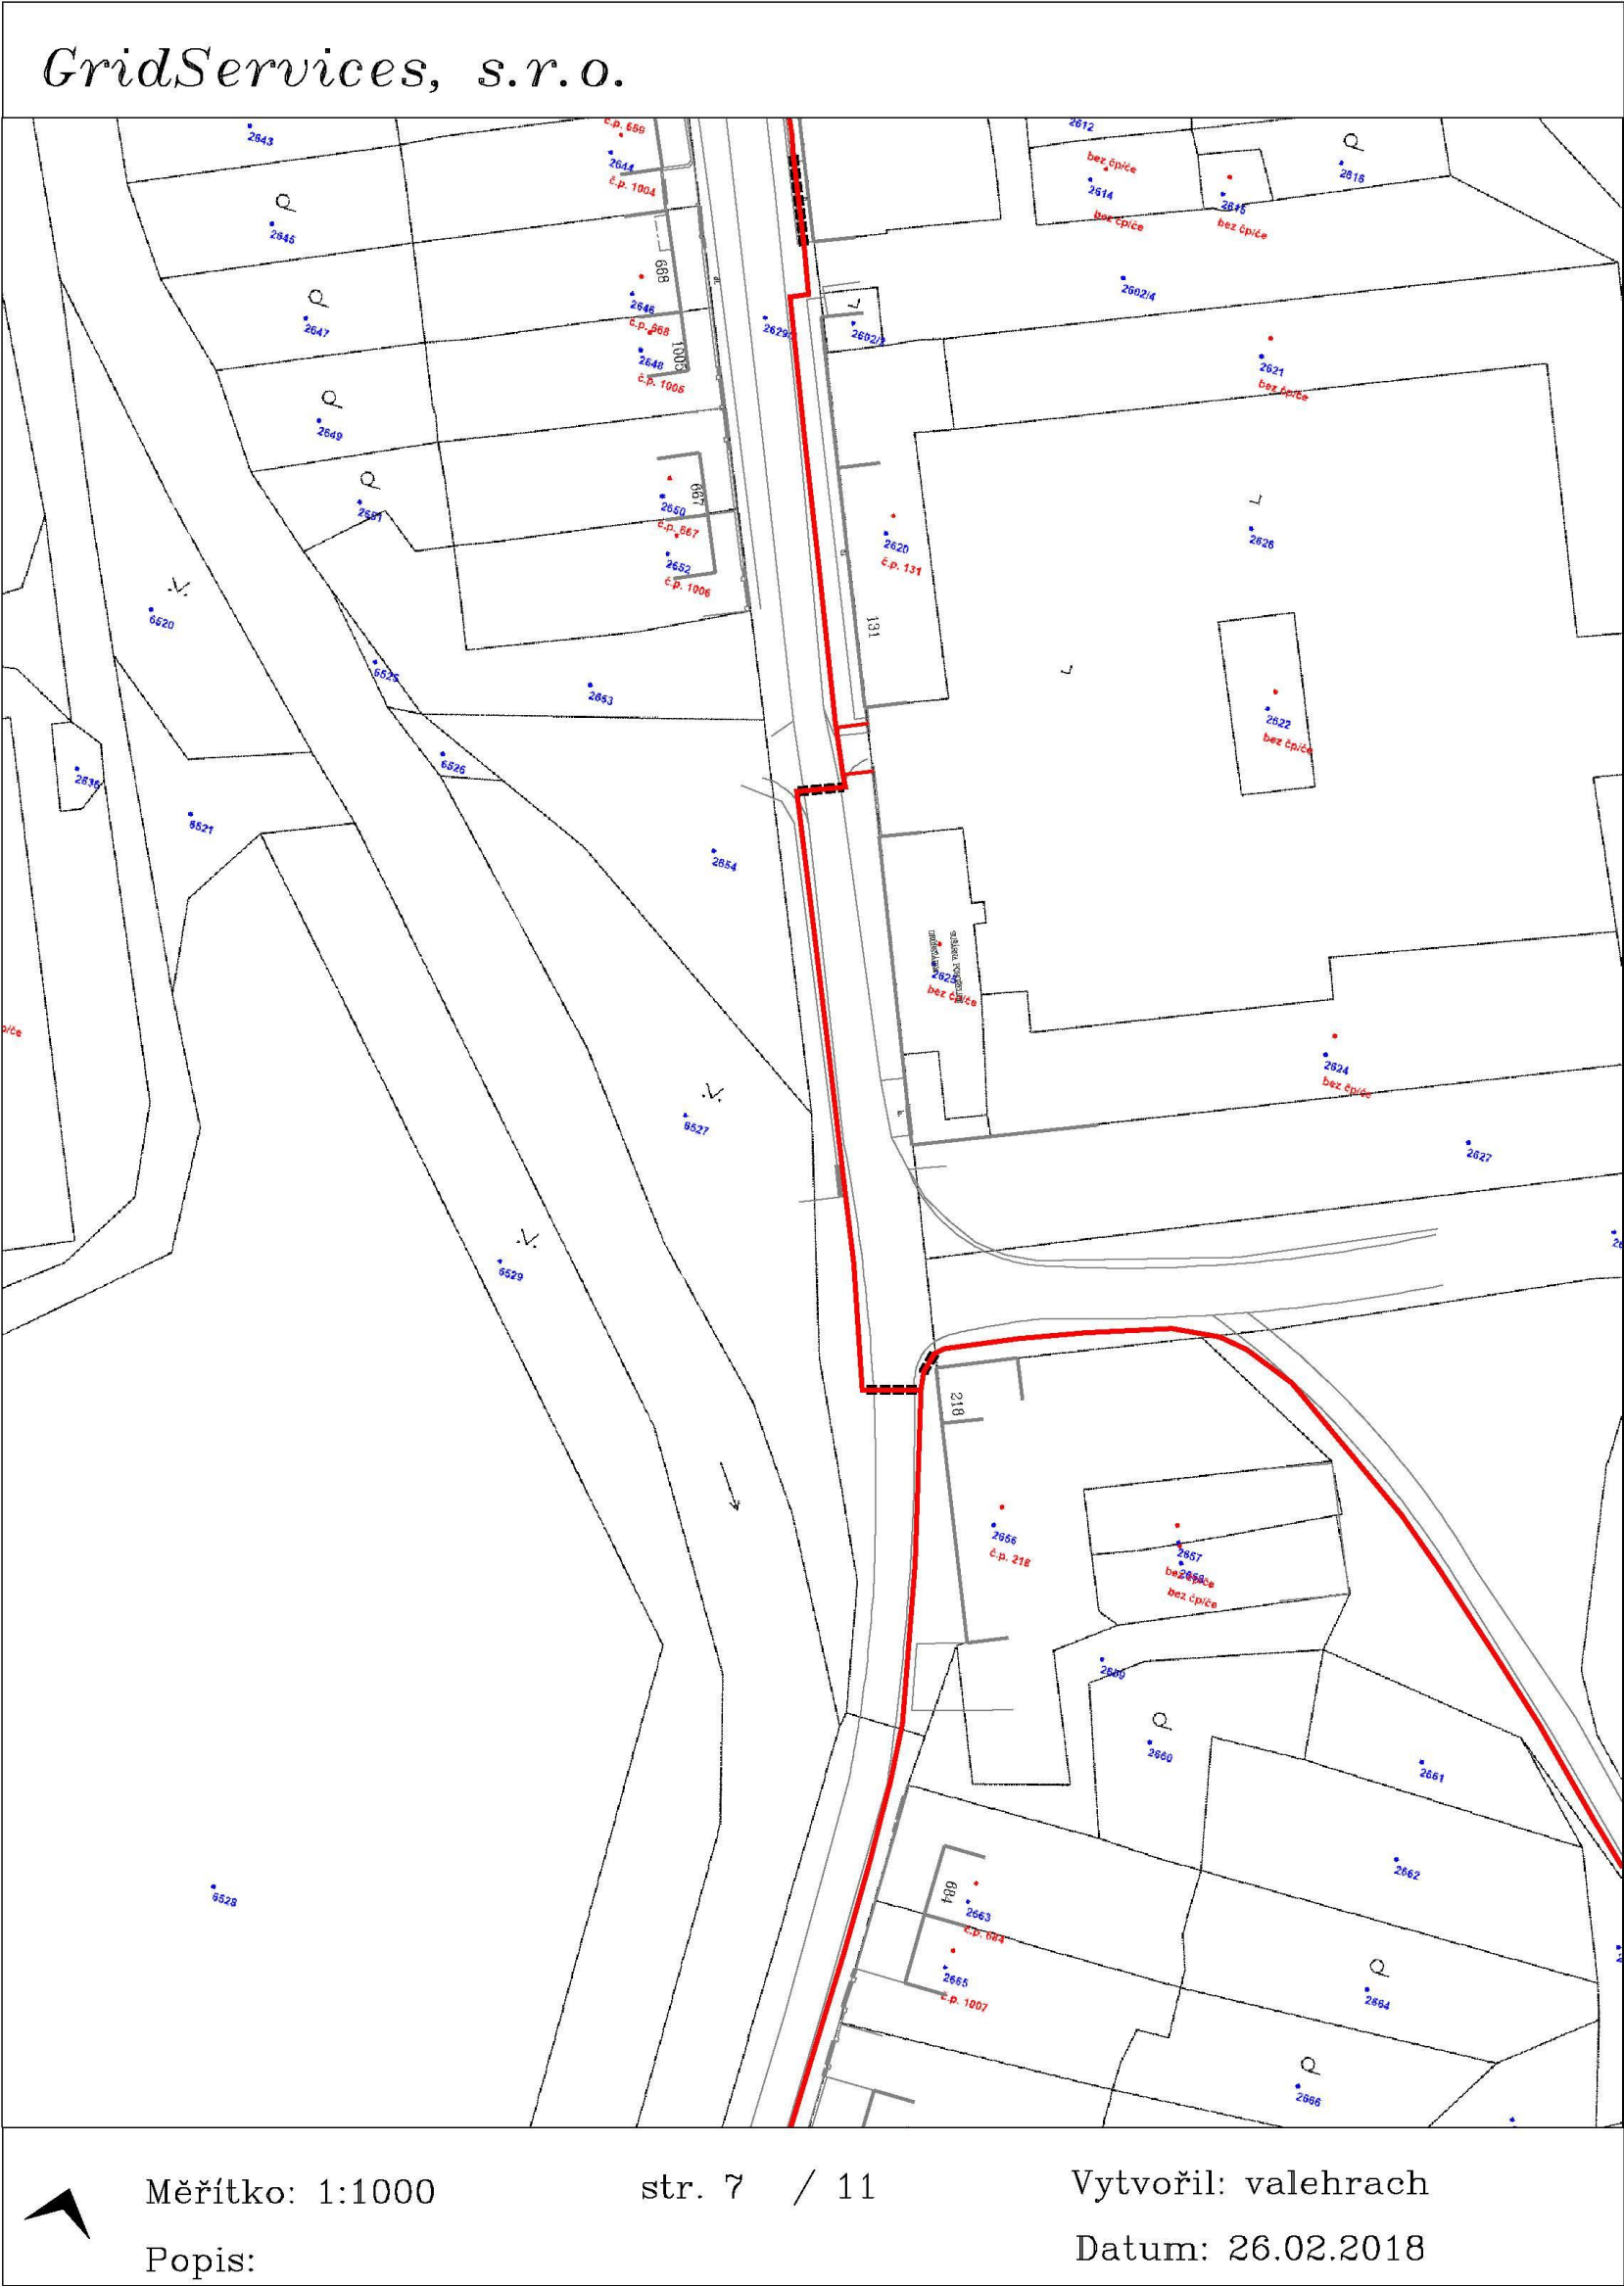 GridServices, s.r.o.
2643
č.p. 659
2644
č.p. 1004
2612
bez čp/če
2614
bez čp/če
2615
bez čp/če
2616
2645
668
2646
č.p. 668
2648
1005
č.p. 1005
2602/4
2647
2621
bez čp/če
2649
2651
667
2650
č.p. 667
2652
č.p. 1006
2620
č.p. 131
131
2626
6520
6525
2653
2622
bez čp/če
6526
2636
6521
2654
bez čp/če
2624
bez čp/če
6527
2627
6529
218
2656
č.p. 218
2657
bez čp/če
bez čp/če
2659
2660
2661
2662
6528
684
2663
č.p. 684
2665
č.p. 1007
2664
2666
Měřítko: 1:1000
str. 7 / 11
Vytvořil: valehrach
Popis:
Datum: 26.02.2018